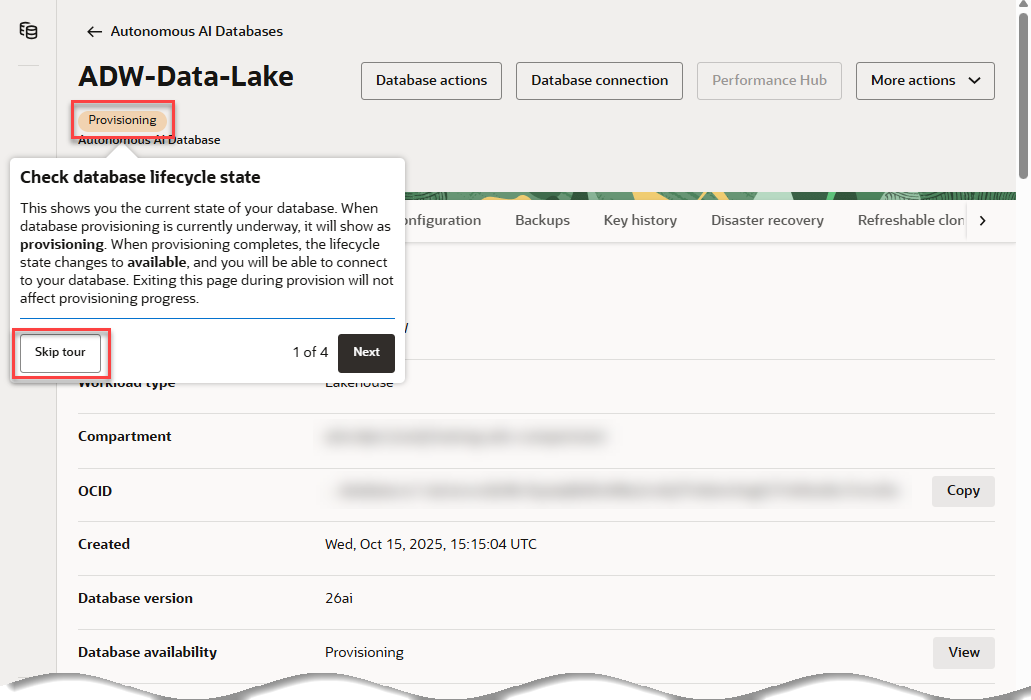 Autonomous AI Databases
ADW-Data-Lake
Database actions
Database connection
Performance Hub
More actions
Provisioning
Autonomous AI Database
Check database lifecycle state
This shows you the current state of your database. When
database provisioning is currently underway, it will show as
provisioning. When provisioning completes, the lifecycle
state changes to available, and you will be able to connect
to your database. Exiting this page during provision will not
affect provisioning progress.
Skip tour
1 of 4
Next
onfiguration
Backups
Key history
Disaster recovery
Refreshable clon
Workload type
Lakehouse
Compartment
OCID
Copy
Created
Wed, Oct 15, 2025, 15:15:04 UTC
Database version
26ai
Database availability
Provisioning
View